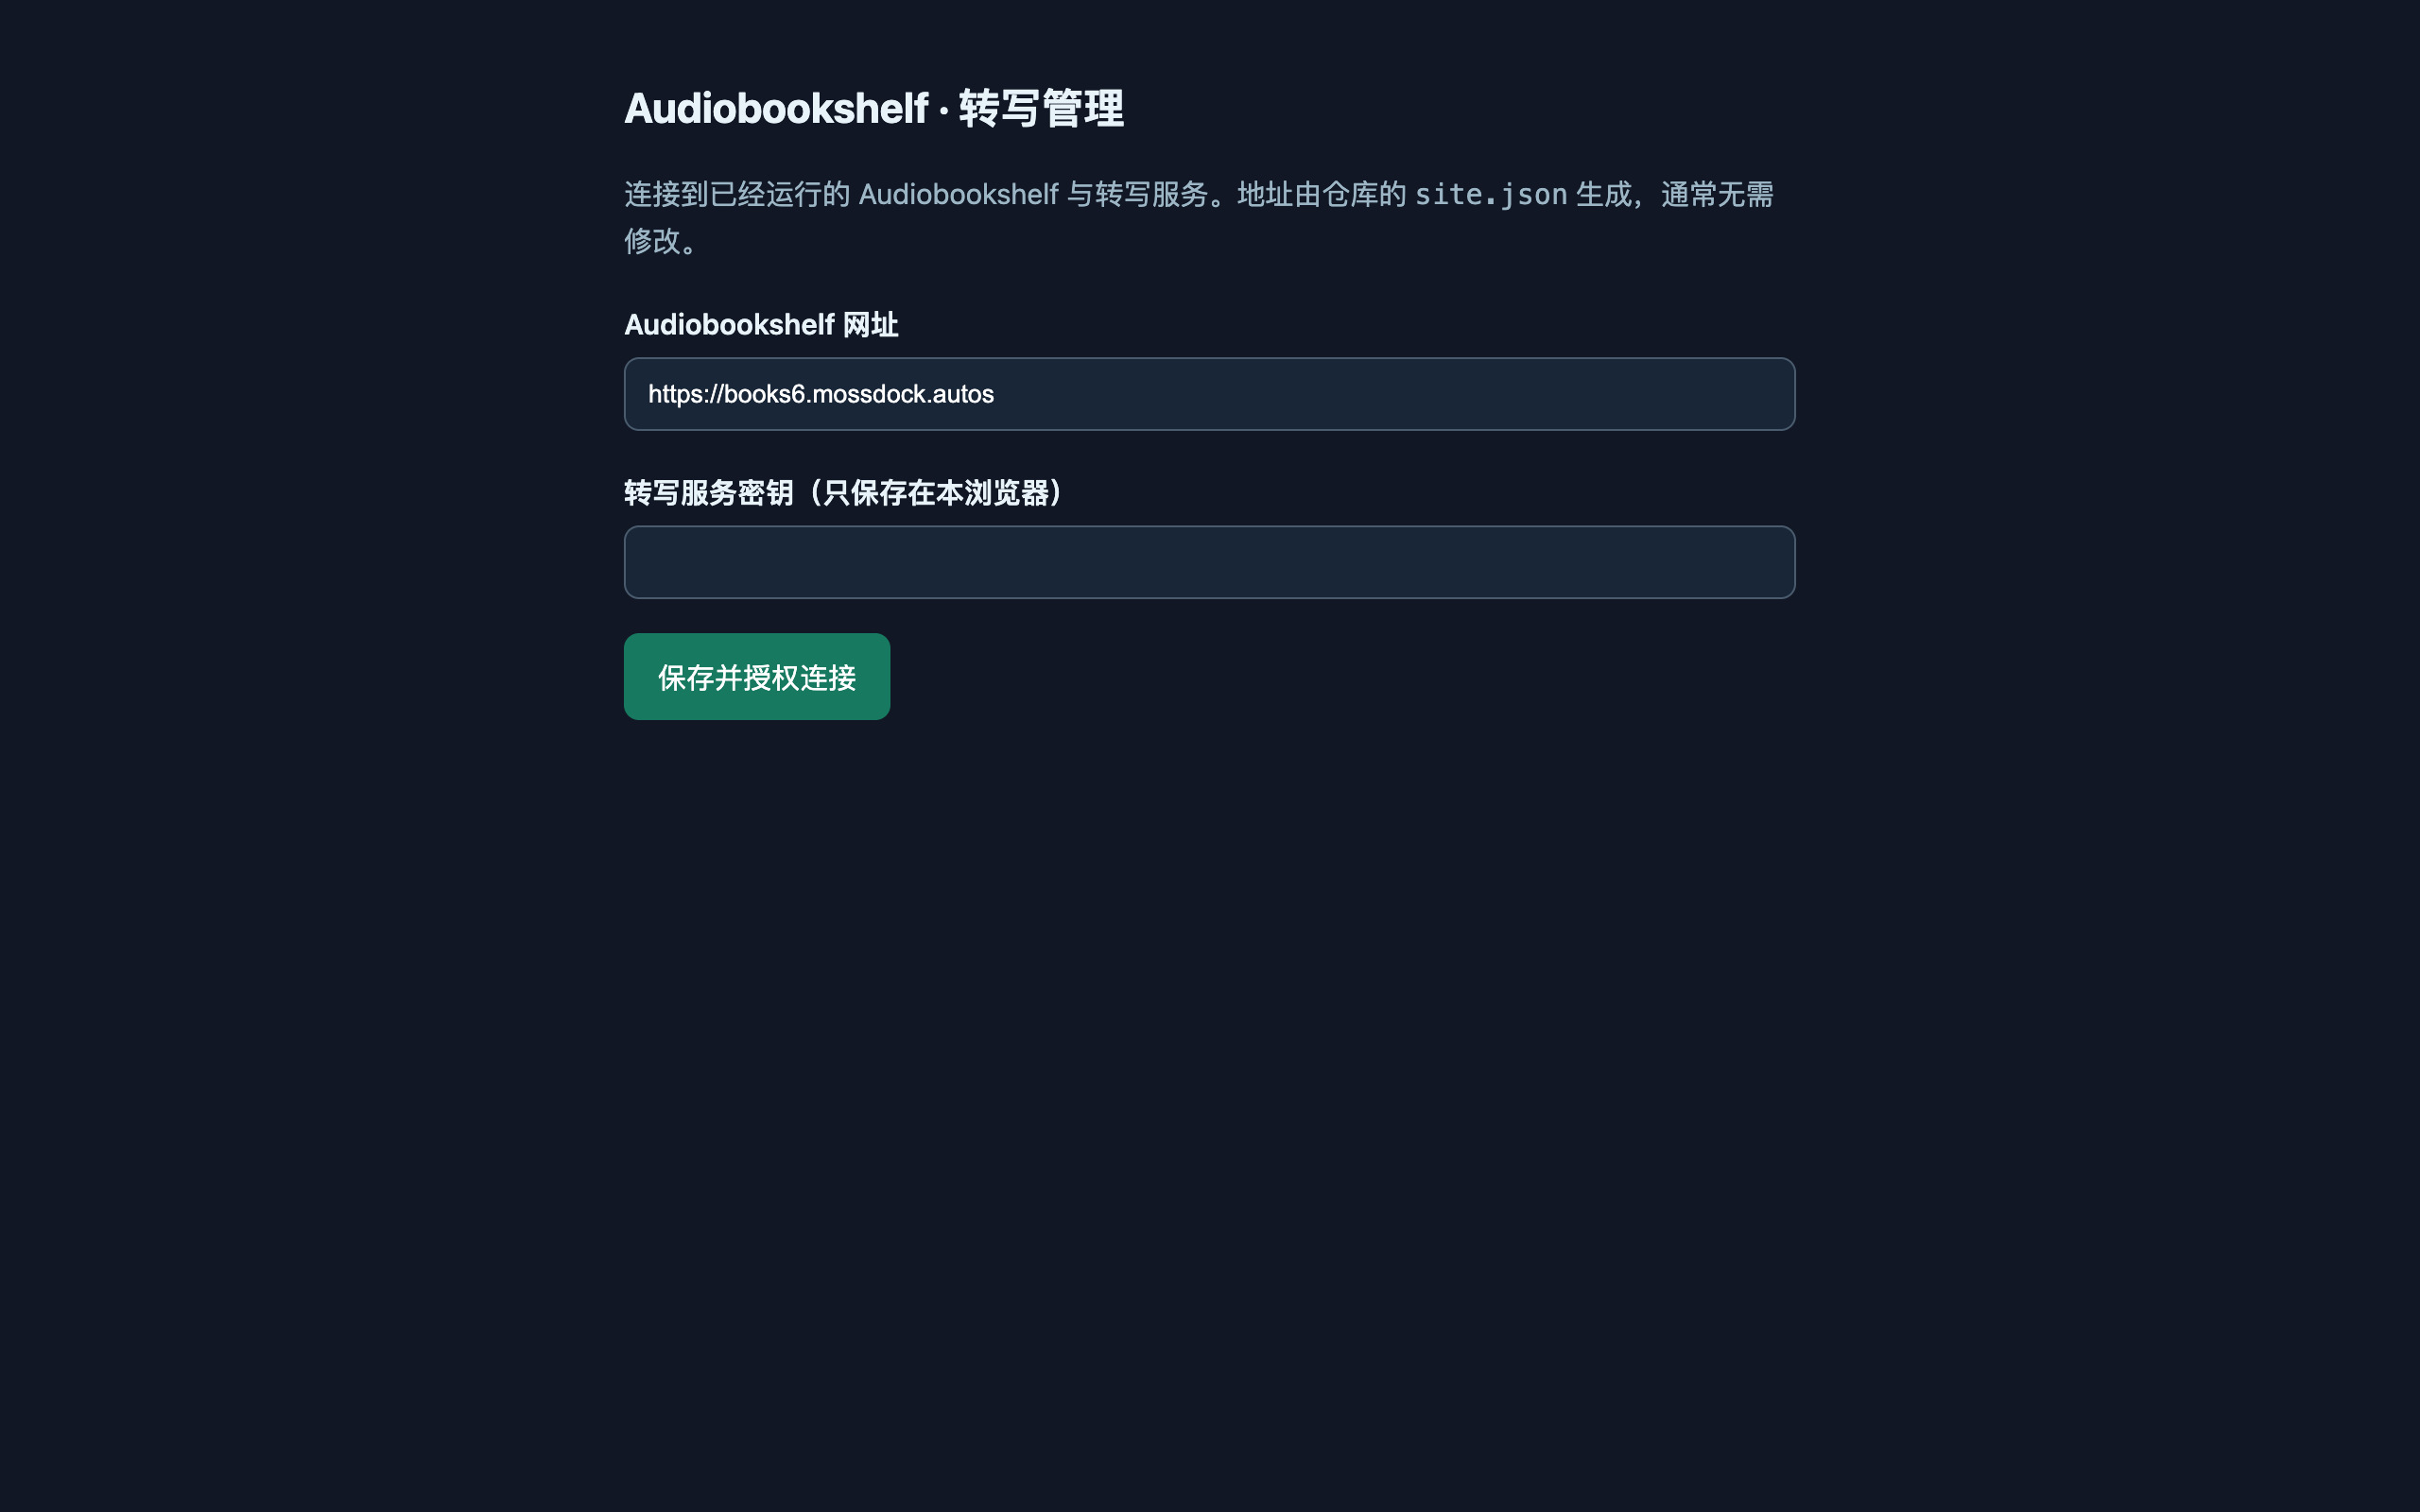 Audiobookshelf · 转写管理
连接到已经运行的 Audiobookshelf 与转写服务。地址由仓库的 site.json 生成，通常无需
修改。
Audiobookshelf 网址
https://books6.mossdock.autos
转写服务密钥（只保存在本浏览器）
保存并授权连接